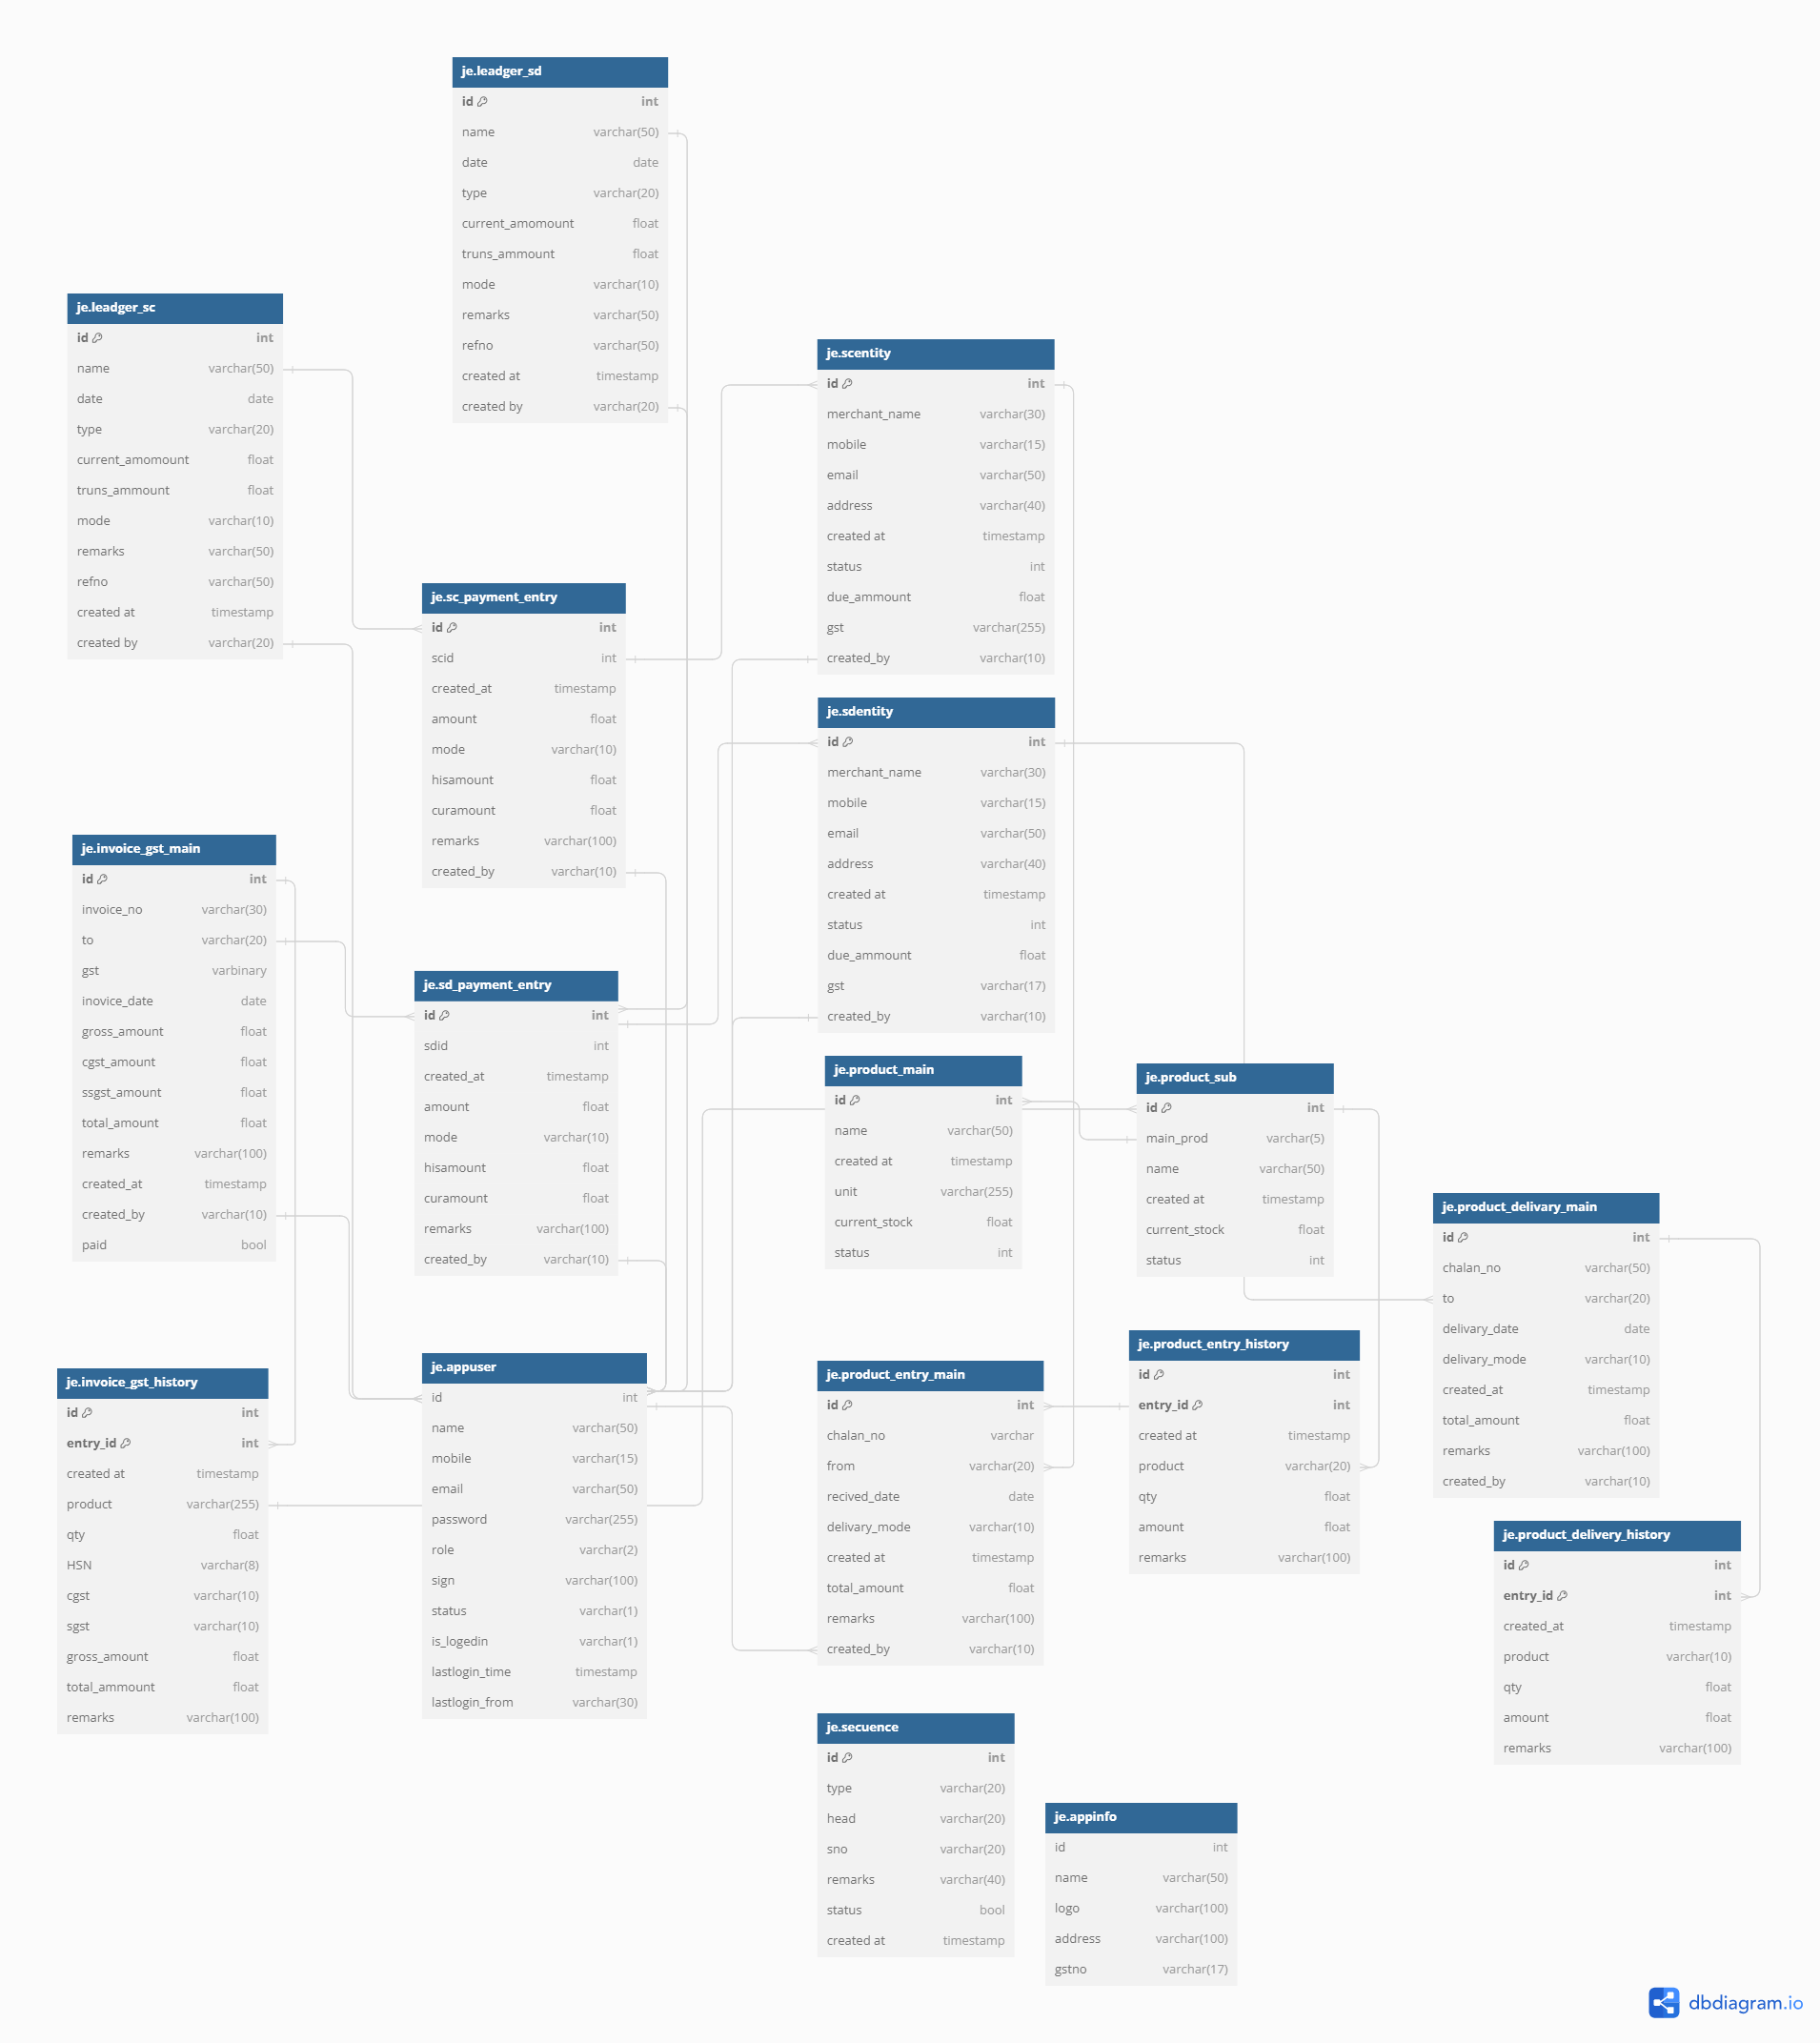 je.leadger_sd
id int
name varchar(50)
date date
type varchar(20)
current_amomount float
truns_ammount float
mode varchar(10)
remarks varchar(50)
refno varchar(50)
created at timestamp
created by varchar(20)
je.leadger_sc
id int
name varchar(50)
date date
type varchar(20)
current_amomount float
truns_ammount float
mode varchar(10)
remarks varchar(50)
refno varchar(50)
created at timestamp
created by varchar(20)
je.scentity
id int
merchant_name varchar(30)
mobile varchar(15)
email varchar(50)
address varchar(40)
created at timestamp
status int
due_ammount float
gst varchar(255)
created_by varchar(10)
je.sc_payment_entry
id int
scid int
created_at timestamp
amount float
mode varchar(10)
hisamount float
curamount float
remarks varchar(100)
created_by varchar(10)
je.sdentity
id int
merchant_name varchar(30)
mobile varchar(15)
email varchar(50)
address varchar(40)
created at timestamp
status int
due_ammount float
gst varchar(17)
created_by varchar(10)
je.invoice_gst_main
id int
invoice_no varchar(30)
to varchar(20)
gst varbinary
inovice_date date
gross_amount float
cgst_amount float
ssgst_amount float
total_amount float
remarks varchar(100)
created_at timestamp
created_by varchar(10)
paid bool
je.sd_payment_entry
id int
sdid int
created_at timestamp
amount float
mode varchar(10)
hisamount float
curamount float
remarks varchar(100)
created_by varchar(10)
je.product_main
id int
name varchar(50)
created at timestamp
unit varchar(255)
current_stock float
status int
je.product_sub
id int
main_prod varchar(5)
name varchar(50)
created at timestamp
current_stock float
status int
je.product_delivary_main
id int
chalan_no varchar(50)
to varchar(20)
delivary_date date
delivary_mode varchar(10)
created_at timestamp
total_amount float
remarks varchar(100)
created_by varchar(10)
je.invoice_gst_history
id int
entry_id int
created at timestamp
product varchar(255)
qty float
HSN varchar(8)
cgst varchar(10)
sgst varchar(10)
gross_amount float
total_ammount float
remarks varchar(100)
je.appuser
id int
name varchar(50)
mobile varchar(15)
email varchar(50)
password varchar(255)
role varchar(2)
sign varchar(100)
status varchar(1)
is_logedin varchar(1)
lastlogin_time timestamp
lastlogin_from varchar(30)
je.product_entry_main
id int
chalan_no varchar
from varchar(20)
recived_date date
delivary_mode varchar(10)
created at timestamp
total_amount float
remarks varchar(100)
created_by varchar(10)
je.product_entry_history
id int
entry_id int
created at timestamp
product varchar(20)
qty float
amount float
remarks varchar(100)
je.product_delivery_history
id int
entry_id int
created_at timestamp
product varchar(10)
qty float
amount float
remarks varchar(100)
je.secuence
id int
type varchar(20)
head varchar(20)
sno varchar(20)
remarks varchar(40)
status bool
created at timestamp
je.appinfo
id int
name varchar(50)
logo varchar(100)
address varchar(100)
gstno varchar(17)
dbdiagram.io